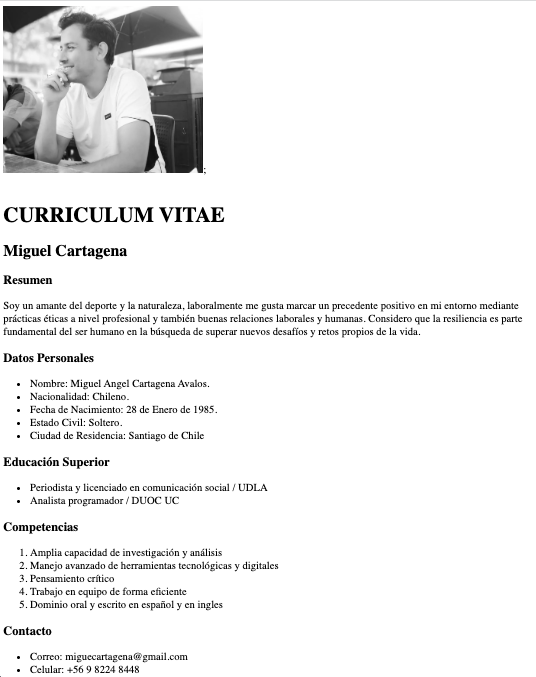 ;
CURRICULUM VITAE
Miguel Cartagena
Resumen
Soy un amante del deporte y la naturaleza, laboralmente me gusta marcar un precedente positivo en mi entorno mediante
prácticas éticas a nivel profesional y también buenas relaciones laborales y humanas. Considero que la resiliencia es parte
fundamental del ser humano en la búsqueda de superar nuevos desafíos y retos propios de la vida.
Datos Personales
• Nombre: Miguel Angel Cartagena Avalos.
• Nacionalidad: Chileno.
• Fecha de Nacimiento: 28 de Enero de 1985.
• Estado Civil: Soltero.
• Ciudad de Residencia: Santiago de Chile
Educación Superior
• Periodista y licenciado en comunicación social / UDLA
• Analista programador / DUOC UC
Competencias
1. Amplia capacidad de investigación y análisis
2. Manejo avanzado de herramientas tecnológicas y digitales
3. Pensamiento crítico
4. Trabajo en equipo de forma eficiente
5. Dominio oral y escrito en español y en ingles
Contacto
• Correo: miguecartagena@gmail.com
• Celular: +56 9 8224 8448